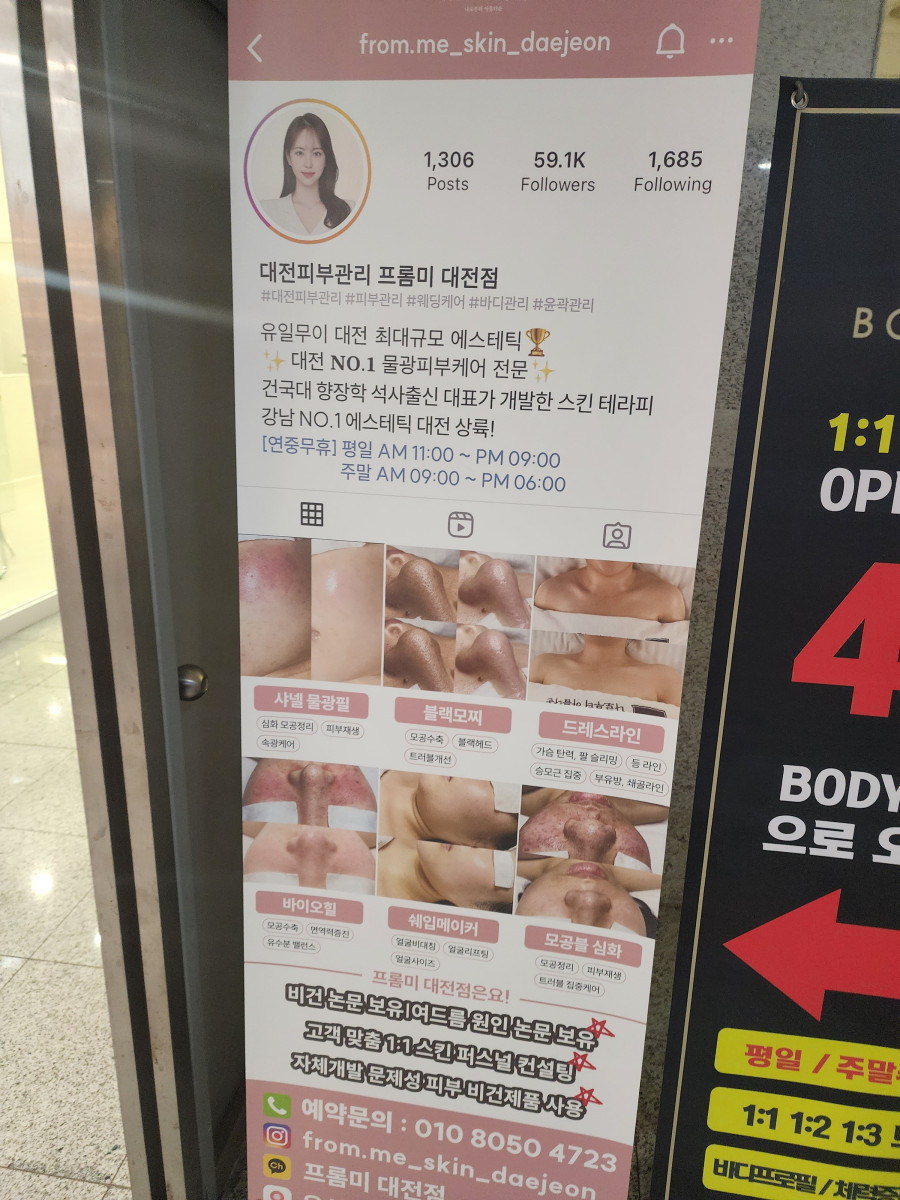 from.me_skin_daejeon
1,306
Posts
59.1K
Followers
1,685
Following
대전피부관리 프롬미 대전점
#대전피부관리 #피부관리 #웨딩케어 #바디관리 #윤곽관리
유일무이 대전 최대규모 에스테틱🏆
✨ 대전 NO.1 물광피부케어 전문✨
건국대 향장학 석사출신 대표가 개발한 스킨 테라피
강남 NO.1 에스테틱 대전 상륙!
[연중무휴] 평일 AM 11:00 ~ PM 09:00
주말 AM 09:00 ~ PM 06:00
샤넬 물광필
심화 모공정리 피부재생
속광케어
블랙모찌
모공수축 블랙헤드
트러블개선
드레스라인
가슴 탄력, 팔 슬리밍 등 라인
승모근 집중 부유방, 쇄골라인
바이오힐
모공수축 면역력증진
유수분 밸런스
쉐입메이커
얼굴비대칭 얼굴리프팅
얼굴사이즈
모공블 심화
모공정리 피부재생
트러블 집중케어
프롬미 대전점은요!
비건 논문 보유|여드름 원인 논문 보유
고객 맞춤 1:1 스킨 퍼스널 컨설팅
자체개발 문제성 피부 비건제품 사용
예약문의 : 010 8050 4723
from.me_skin_daejeon
Ch
프롬미 대전점
1:1
4
BODY
으로
평일 / 주말
1:1 1:2 1:3
바디프로필 /